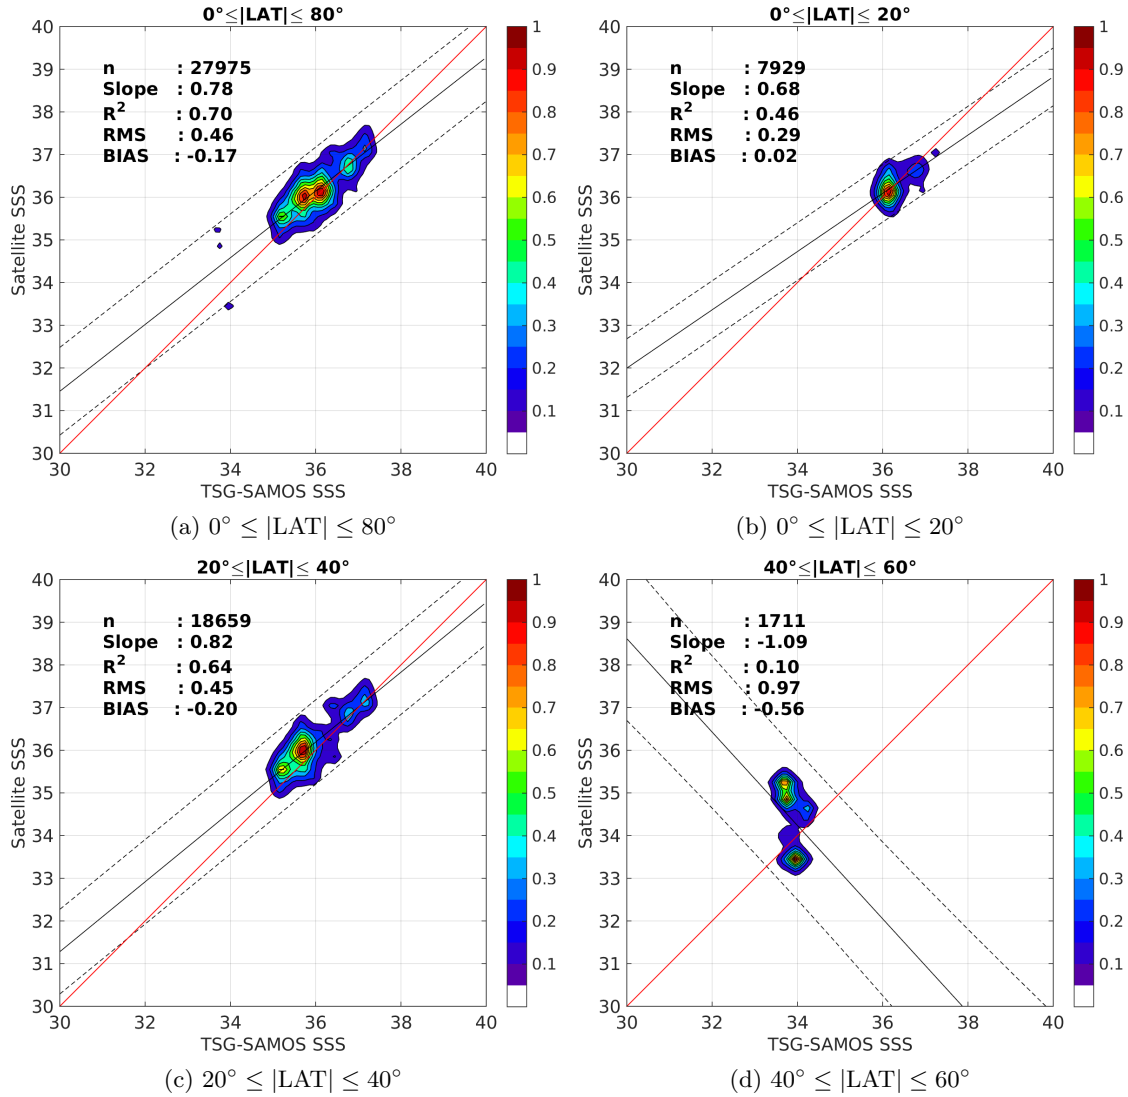 0°≤|LAT|≤ 80°
n : 27975
Slope : 0.78
R² : 0.70
RMS : 0.46
BIAS : -0.17
40
39
38
37
36
35
34
33
32
31
30
Satellite SSS
30 32 34 36 38 40
TSG-SAMOS SSS
1
0.9
0.8
0.7
0.6
0.5
0.4
0.3
0.2
0.1
(a) 0° ≤ |LAT| ≤ 80°
0°≤|LAT|≤ 20°
n : 7929
Slope : 0.68
R² : 0.46
RMS : 0.29
BIAS : 0.02
40
39
38
37
36
35
34
33
32
31
30
Satellite SSS
30 32 34 36 38 40
TSG-SAMOS SSS
1
0.9
0.8
0.7
0.6
0.5
0.4
0.3
0.2
0.1
(b) 0° ≤ |LAT| ≤ 20°
20°≤|LAT|≤ 40°
n : 18659
Slope : 0.82
R² : 0.64
RMS : 0.45
BIAS : -0.20
40
39
38
37
36
35
34
33
32
31
30
Satellite SSS
30 32 34 36 38 40
TSG-SAMOS SSS
1
0.9
0.8
0.7
0.6
0.5
0.4
0.3
0.2
0.1
(c) 20° ≤ |LAT| ≤ 40°
40°≤|LAT|≤ 60°
n : 1711
Slope : -1.09
R² : 0.10
RMS : 0.97
BIAS : -0.56
40
39
38
37
36
35
34
33
32
31
30
Satellite SSS
30 32 34 36 38 40
TSG-SAMOS SSS
1
0.9
0.8
0.7
0.6
0.5
0.4
0.3
0.2
0.1
(d) 40° ≤ |LAT| ≤ 60°